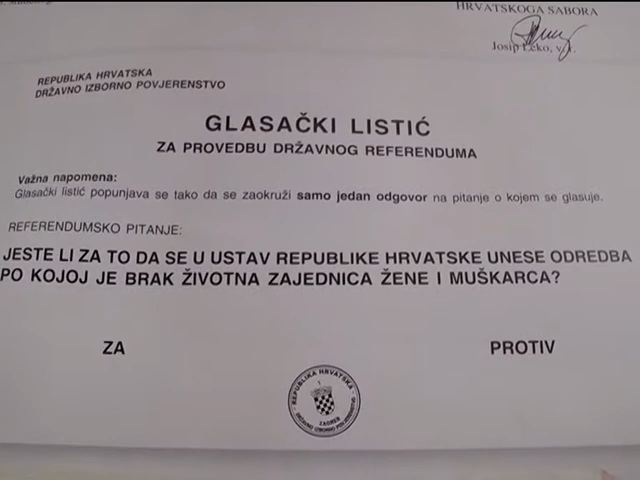 HRVATSKOGA SABORA
Josip Leko, v.r.
REPUBLIKA HRVATSKA
DRŽAVNO IZBORNO POVJERENSTVO
GLASAČKI LISTIĆ
ZA PROVEDBU DRŽAVNOG REFERENDUMA
Važna napomena:
Glasački listić popunjava se tako da se zaokruži samo jedan odgovor na pitanje o kojem se glasuje.
REFERENDUMSKO PITANJE:
JESTE LI ZA TO DA SE U USTAV REPUBLIKE HRVATSKE UNESE ODREDBA
PO KOJOJ JE BRAK ŽIVOTNA ZAJEDNICA ŽENE I MUŠKARCA?
ZA PROTIV
REPUBLIKA HRVATSKA
ZAGREB
DRŽAVNO IZBORNO POVJERENSTVO